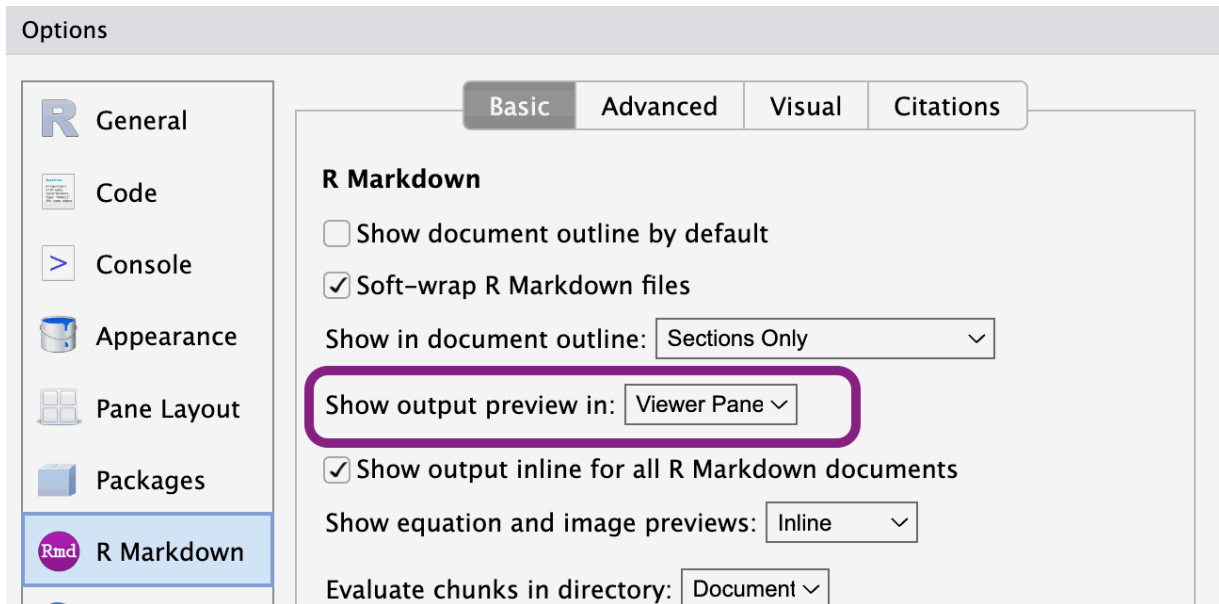 Options
General
Code
>
Console
Appearance
Pane Layout
Packages
Rmd
R Markdown
Basic
Advanced
Visual
Citations
R Markdown
Show document outline by default
Soft-wrap R Markdown files
Show in document outline: Sections Only
Show output preview in: Viewer Pane
Show output inline for all R Markdown documents
Show equation and image previews: Inline
Evaluate chunks in directory: Document